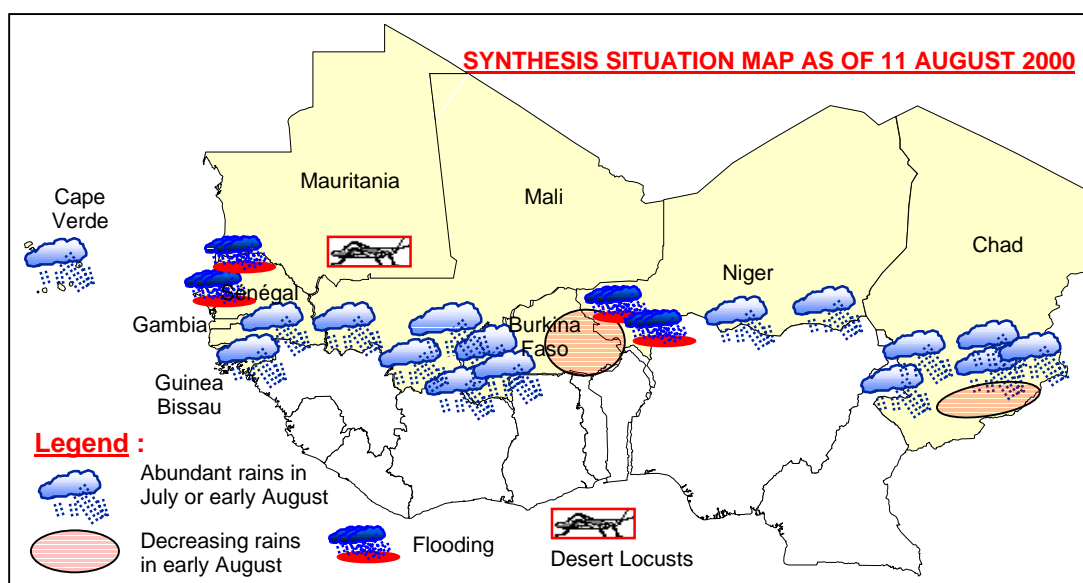 SYNTHESIS SITUATION MAP AS OF 11 AUGUST 2000
Mauritania
Cape
Verde
Mali
Chad
Niger
Sénégal
Gambia
Burkina
Faso
Guinea
Bissau
Legend :
Abundant rains in
July or early August
Decreasing rains
in early August
Flooding
Desert Locusts